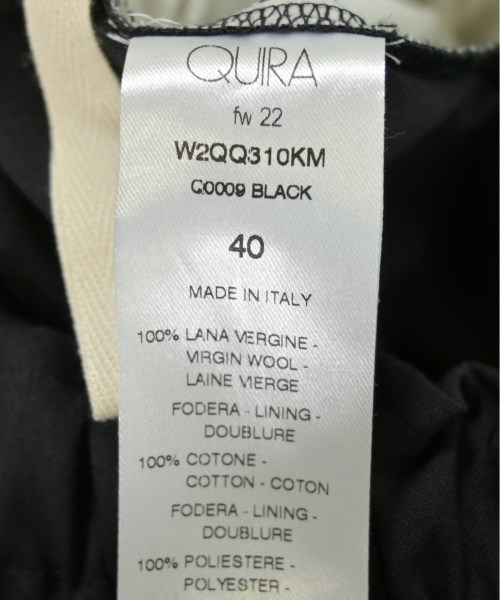 QUIRA
fw 22
W2QQ310KM
Q0009 BLACK
40
MADE IN ITALY
100% LANA VERGINE -
VIRGIN WOOL -
LAINE VIERGE
FODERA - LINING -
DOUBLURE
100% COTONE -
COTTON - COTON
FODERA - LINING -
DOUBLURE
100% POLIESTERE -
POLYESTER -